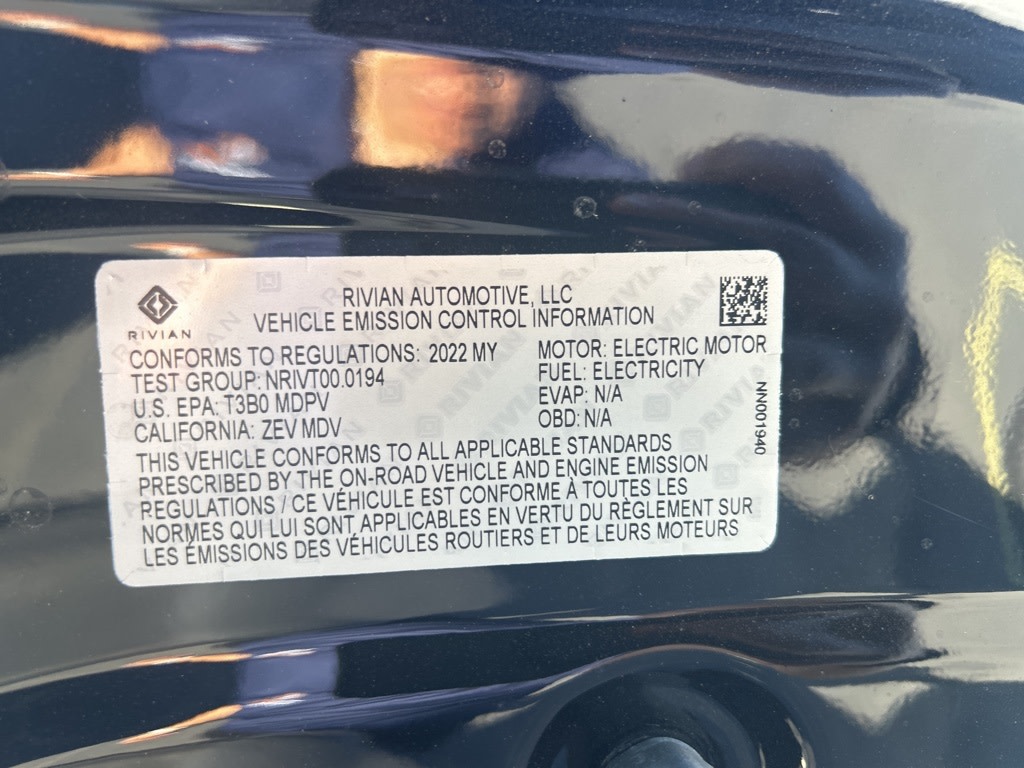 RIVIAN
RIVIAN AUTOMOTIVE, LLC
VEHICLE EMISSION CONTROL INFORMATION
CONFORMS TO REGULATIONS: 2022 MY
TEST GROUP: NRIVT00.0194
U.S. EPA: T3B0 MDPV
CALIFORNIA: ZEV MDV
MOTOR: ELECTRIC MOTOR
FUEL: ELECTRICITY
EVAP: N/A
OBD: N/A
NN001940
THIS VEHICLE CONFORMS TO ALL APPLICABLE STANDARDS
PRESCRIBED BY THE ON-ROAD VEHICLE AND ENGINE EMISSION
REGULATIONS / CE VÉHICULE EST CONFORME À TOUTES LES
NORMES QUI LUI SONT APPLICABLES EN VERTU DU RÈGLEMENT SUR
LES ÉMISSIONS DES VÉHICULES ROUTIERS ET DE LEURS MOTEURS